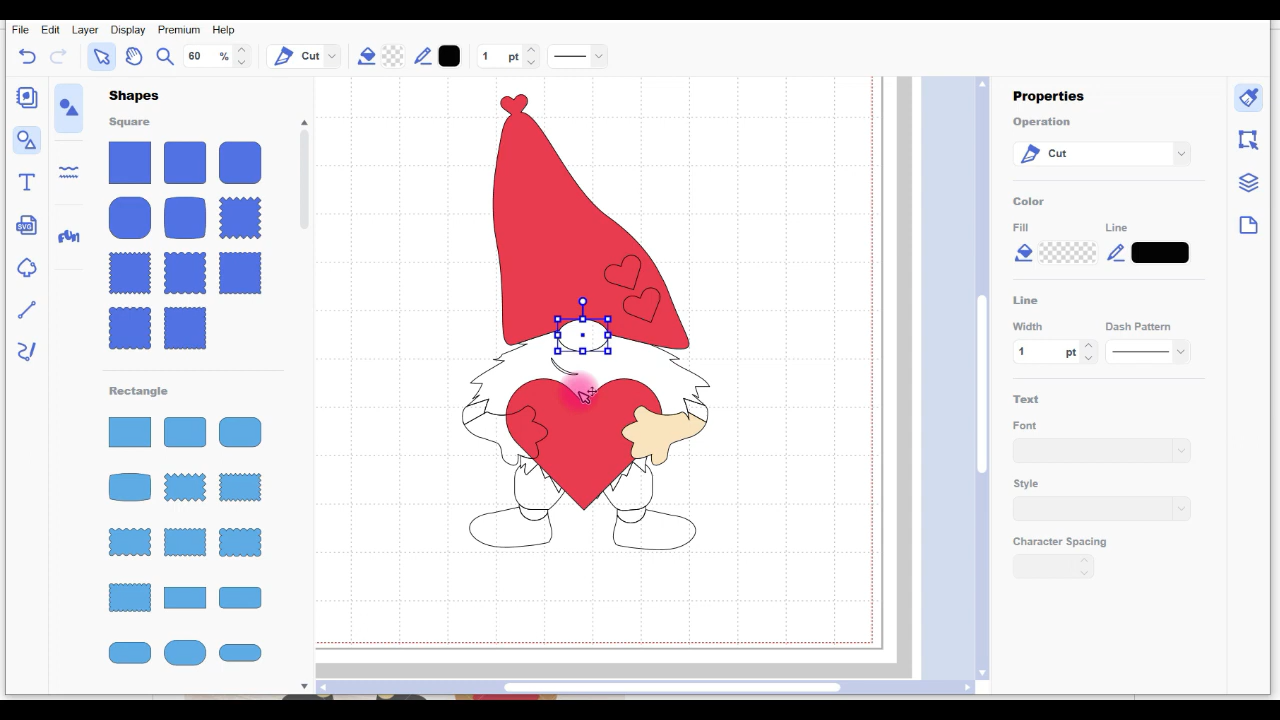 File Edit Layer Display Premium Help
60 % Cut 1 pt
Shapes
Square
Rectangle
SVG
Properties
Operation
Cut
Color
Fill Line
Line
Width Dash Pattern
1 pt
Text
Font
Style
Character Spacing